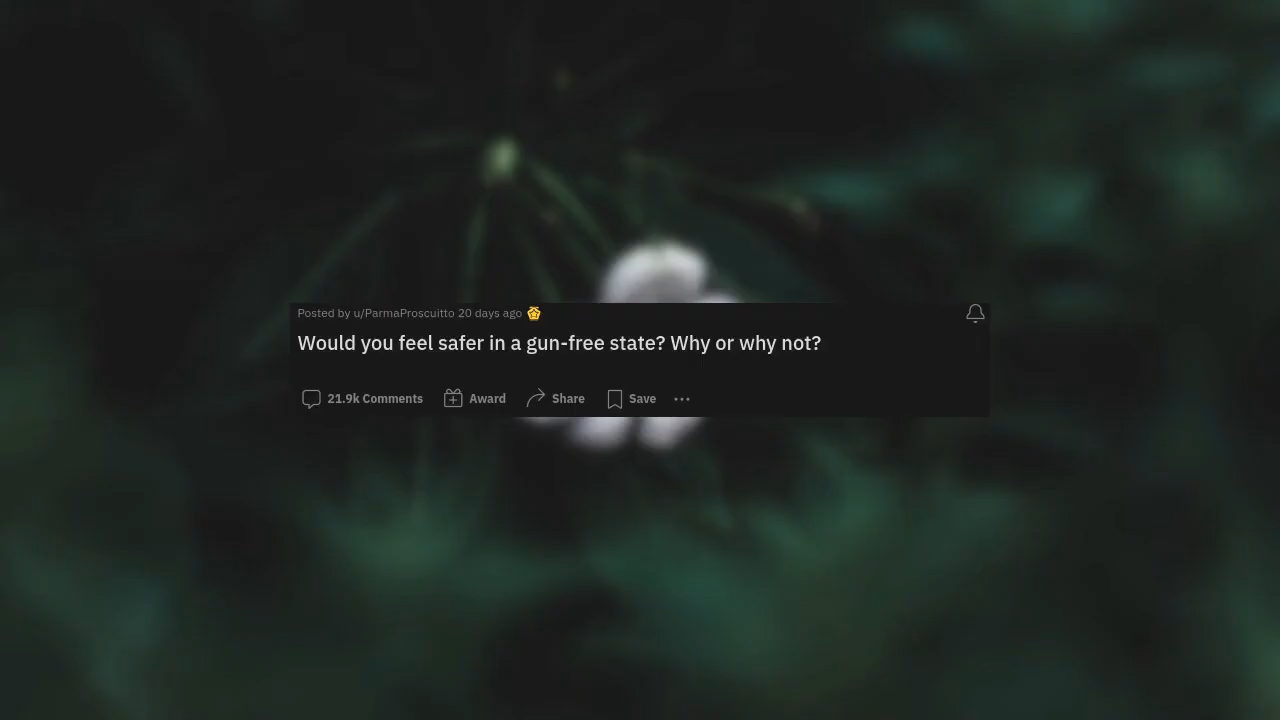 Posted by u/ParmaProscuitto 20 days ago
Would you feel safer in a gun-free state? Why or why not?
21.9k Comments Award Share Save